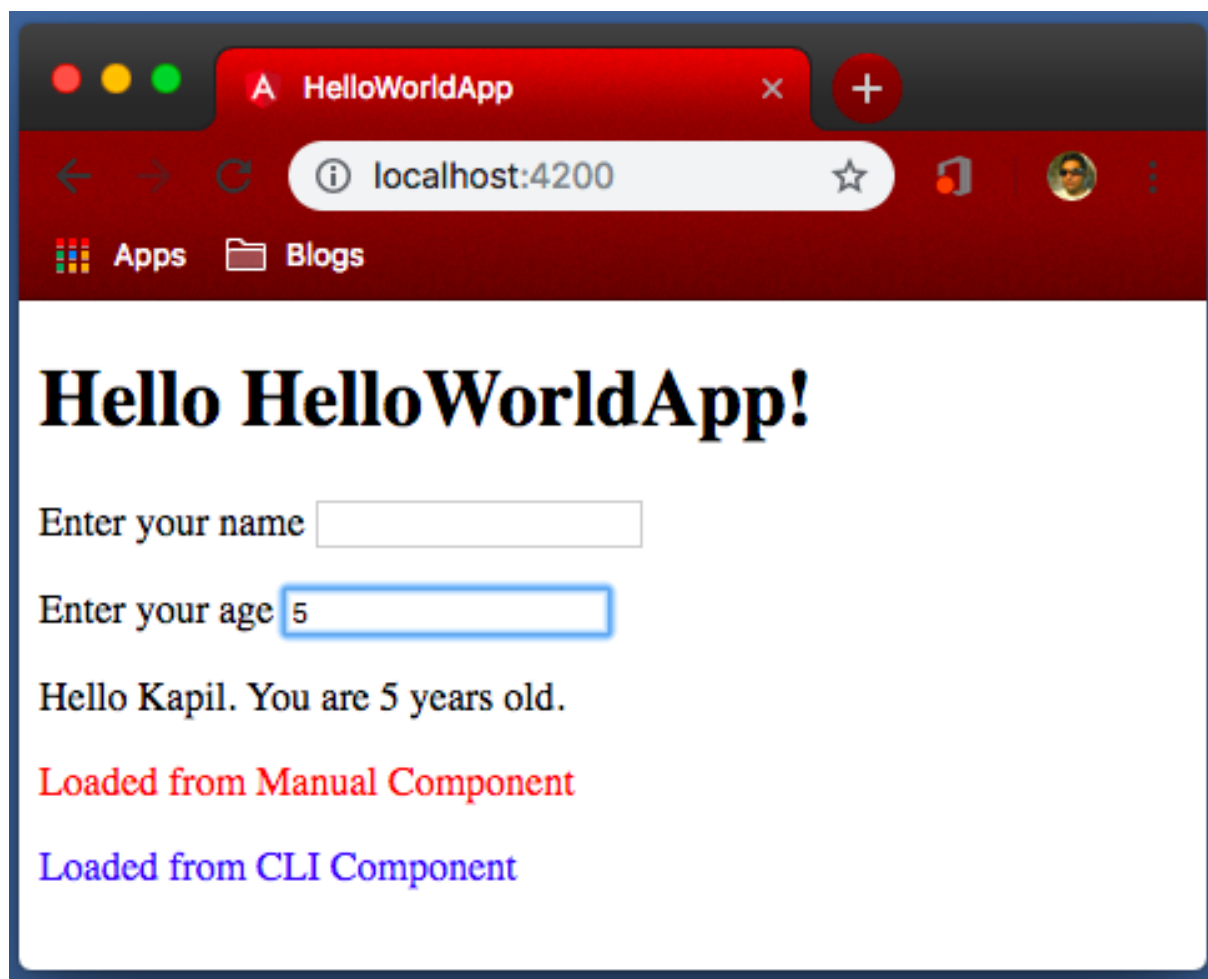 HelloWorldApp
localhost:4200
Apps Blogs
Hello HelloWorldApp!
Enter your name
Enter your age 5
Hello Kapil. You are 5 years old.
Loaded from Manual Component
Loaded from CLI Component